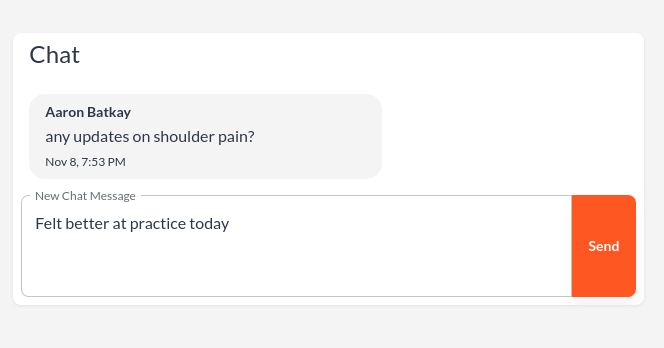 Chat
Aaron Batkay
any updates on shoulder pain?
Nov 8, 7:53 PM
New Chat Message
Felt better at practice today
Send